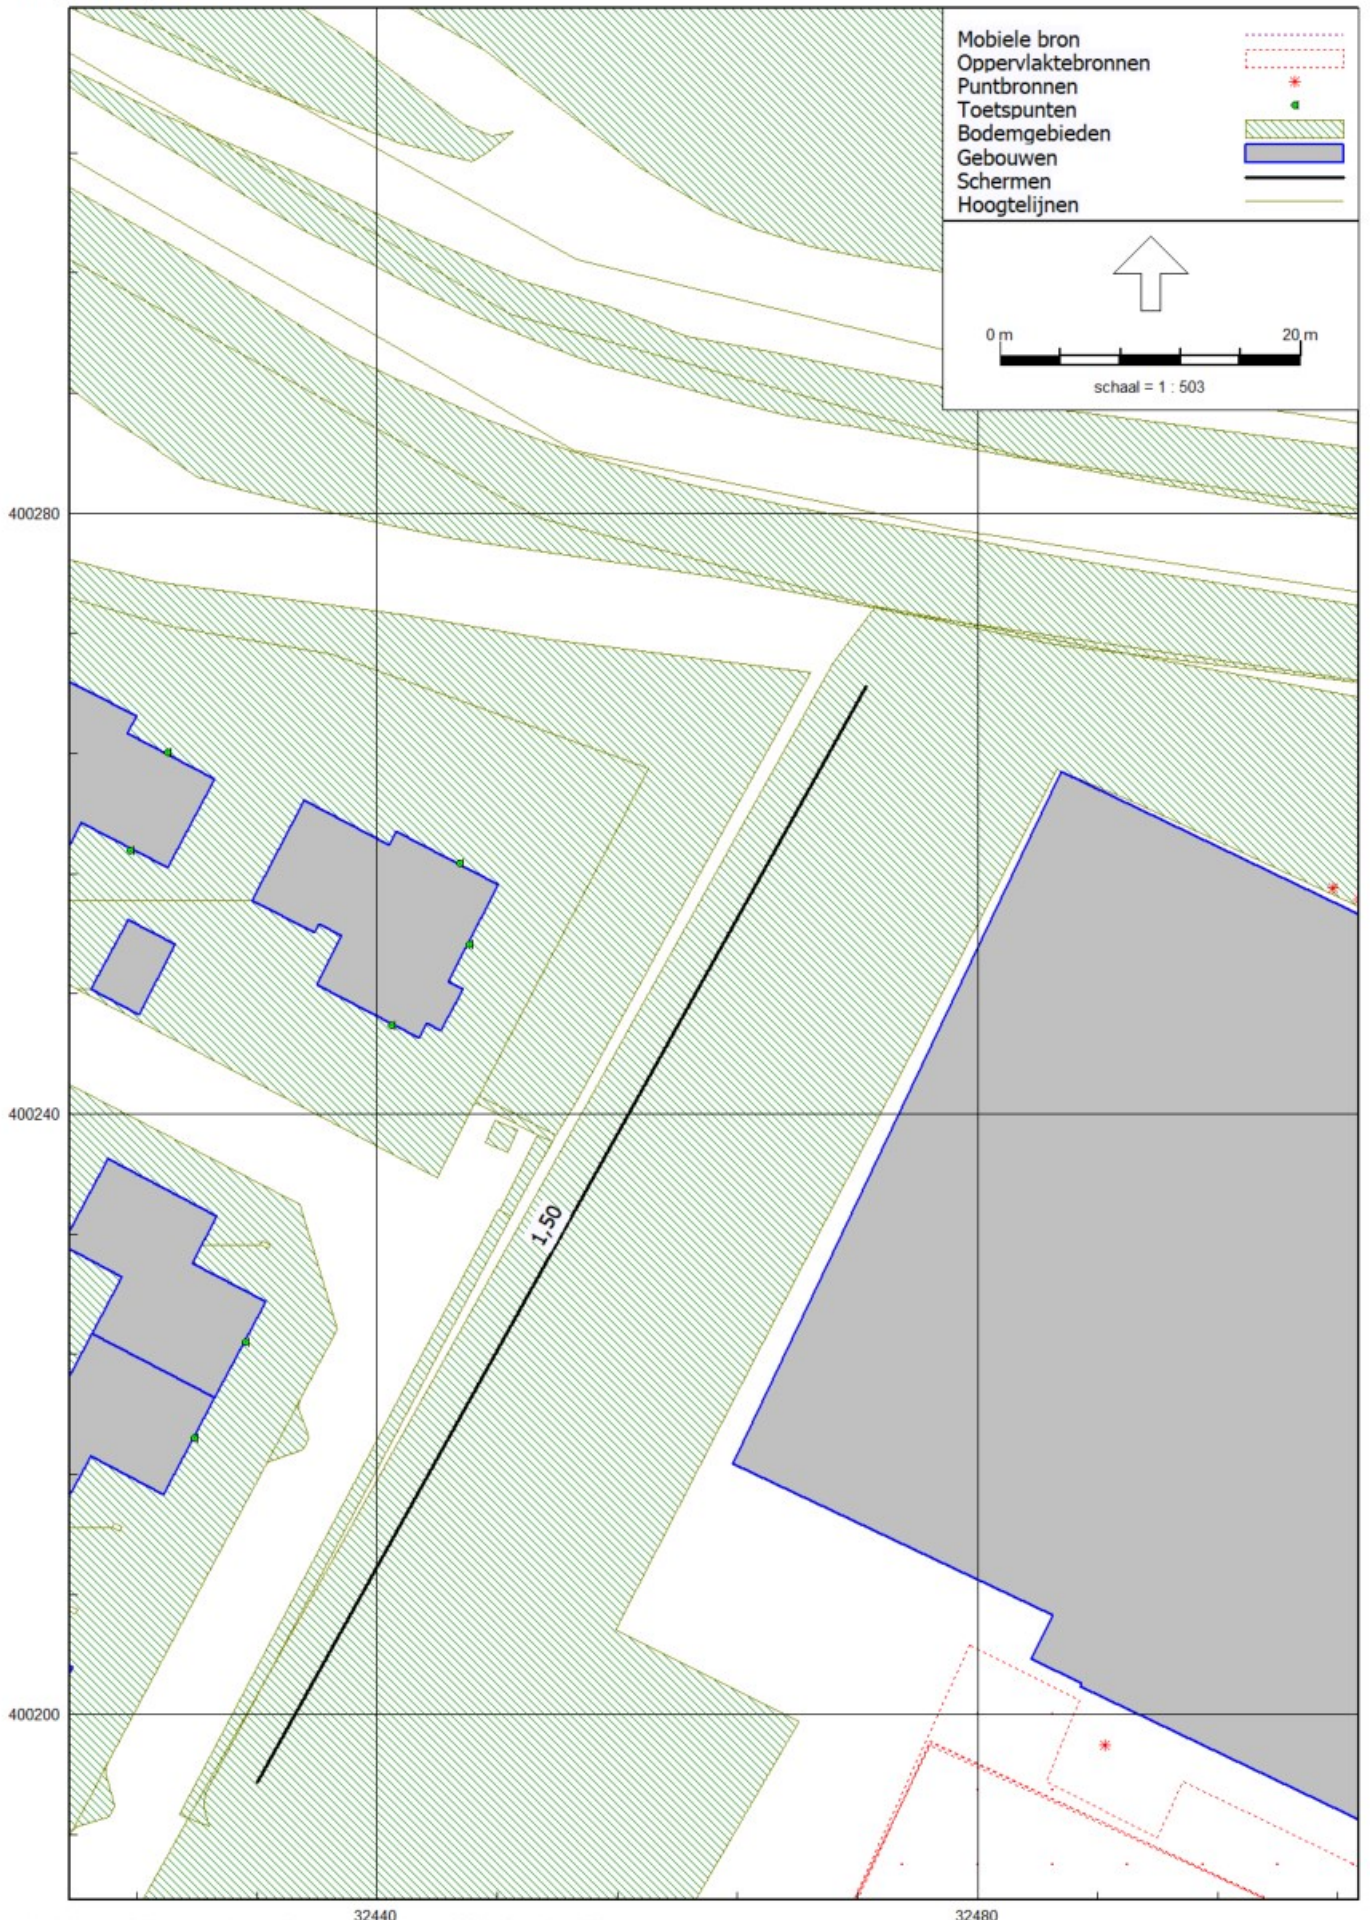 Mobiele bron
Oppervlaktebronnen
Puntbronnen
Toetspunten
Bodemgebieden
Gebouwen
Schermen
Hoogtelijnen
0 m 20 m
schaal = 1 : 503
400280
400240
1,50
400200
32440 32480